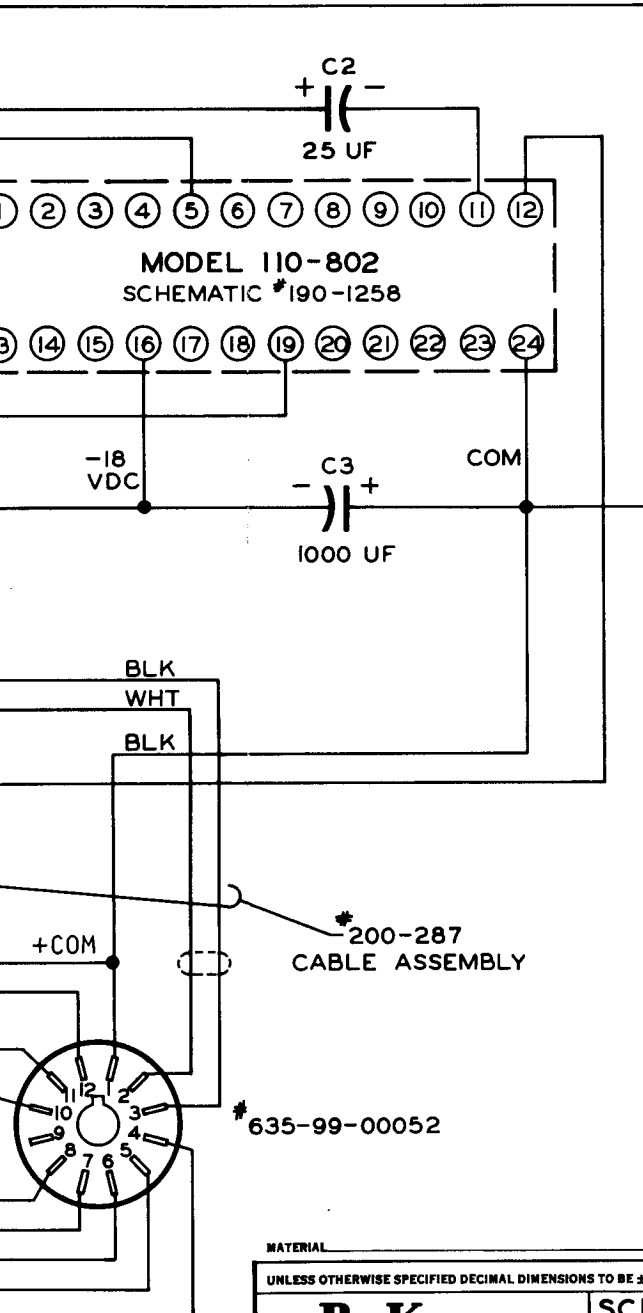 C2
+ -
25 UF
1 2 3 4 5 6 7 8 9 10 11 12
MODEL 110-802
SCHEMATIC #190-1258
3 14 15 16 17 18 19 20 21 22 23 24
-18
VDC
C3
COM
- +
1000 UF
BLK
WHT
BLK
#200-287
+COM
CABLE ASSEMBLY
12 1
11 2
10 3
#635-99-00052
9 4
8 5
7 6
MATERIAL
UNLESS OTHERWISE SPECIFIED DECIMAL DIMENSIONS TO BE ±